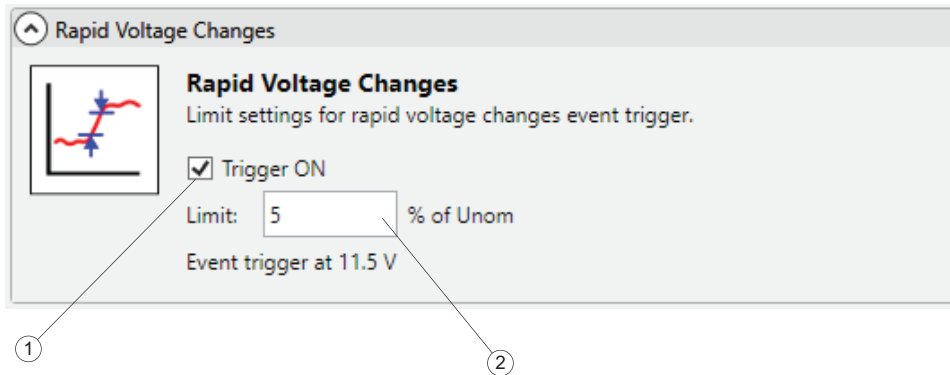 Rapid Voltage Changes
Rapid Voltage Changes
Limit settings for rapid voltage changes event trigger.
Trigger ON
Limit: 5 % of Unom
Event trigger at 11.5 V
1
2